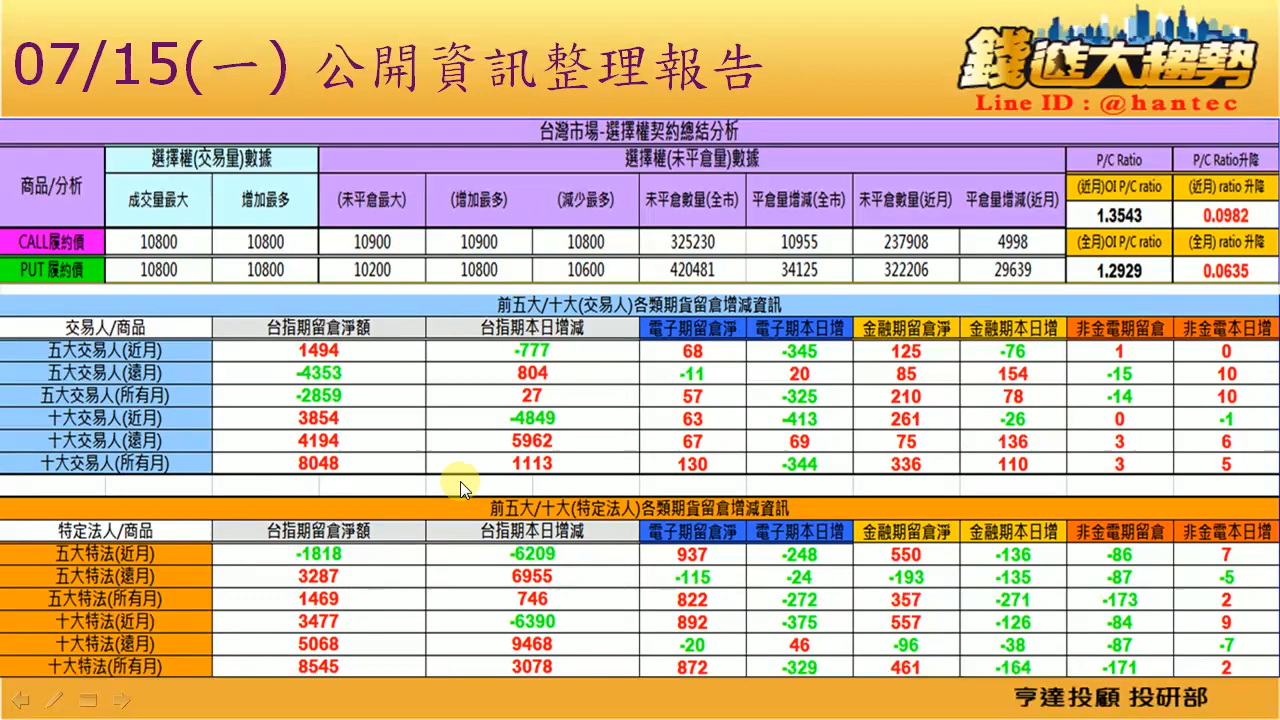 07/15(一) 公開資訊整理報告
錢進大趨勢
Line ID : @hantec
台灣市場-選擇權契約總結分析
商品/分析 選擇權(交易量)數據 選擇權(未平倉量)數據 P/C Ratio P/C Ratio升降
成交量最大 增加最多 (未平倉最大) (增加最多) (減少最多) 未平倉數量(全市) 平倉量增減(全市) 未平倉數量(近月) 平倉量增減(近月) (近月)OI P/C ratio (近月) ratio 升降
1.3543 0.0982
CALL履約價 10800 10800 10900 10900 10800 325230 10955 237908 4998 (全月)OI P/C ratio (全月) ratio 升降
PUT 履約價 10800 10800 10200 10800 10600 420481 34125 322206 29639 1.2929 0.0635
前五大/十大(交易人)各類期貨留倉增減資訊
交易人/商品 台指期留倉淨額 台指期本日增減 電子期留倉淨 電子期本日增 金融期留倉淨 金融期本日增 非金電期留倉 非金電本日增
五大交易人(近月) 1494 -777 68 -345 125 -76 1 0
五大交易人(遠月) -4353 804 -11 20 85 154 -15 10
五大交易人(所有月) -2859 27 57 -325 210 78 -14 10
十大交易人(近月) 3854 -4849 63 -413 261 -26 0 -1
十大交易人(遠月) 4194 5962 67 69 75 136 3 6
十大交易人(所有月) 8048 1113 130 -344 336 110 3 5
前五大/十大(特定法人)各類期貨留倉增減資訊
特定法人/商品 台指期留倉淨額 台指期本日增減 電子期留倉淨 電子期本日增 金融期留倉淨 金融期本日增 非金電期留倉 非金電本日增
五大特法(近月) -1818 -6209 937 -248 550 -136 -86 7
五大特法(遠月) 3287 6955 -115 -24 -193 -135 -87 -5
五大特法(所有月) 1469 746 822 -272 357 -271 -173 2
十大特法(近月) 3477 -6390 892 -375 557 -126 -84 9
十大特法(遠月) 5068 9468 -20 46 -96 -38 -87 -7
十大特法(所有月) 8545 3078 872 -329 461 -164 -171 2
亨達投顧 投研部